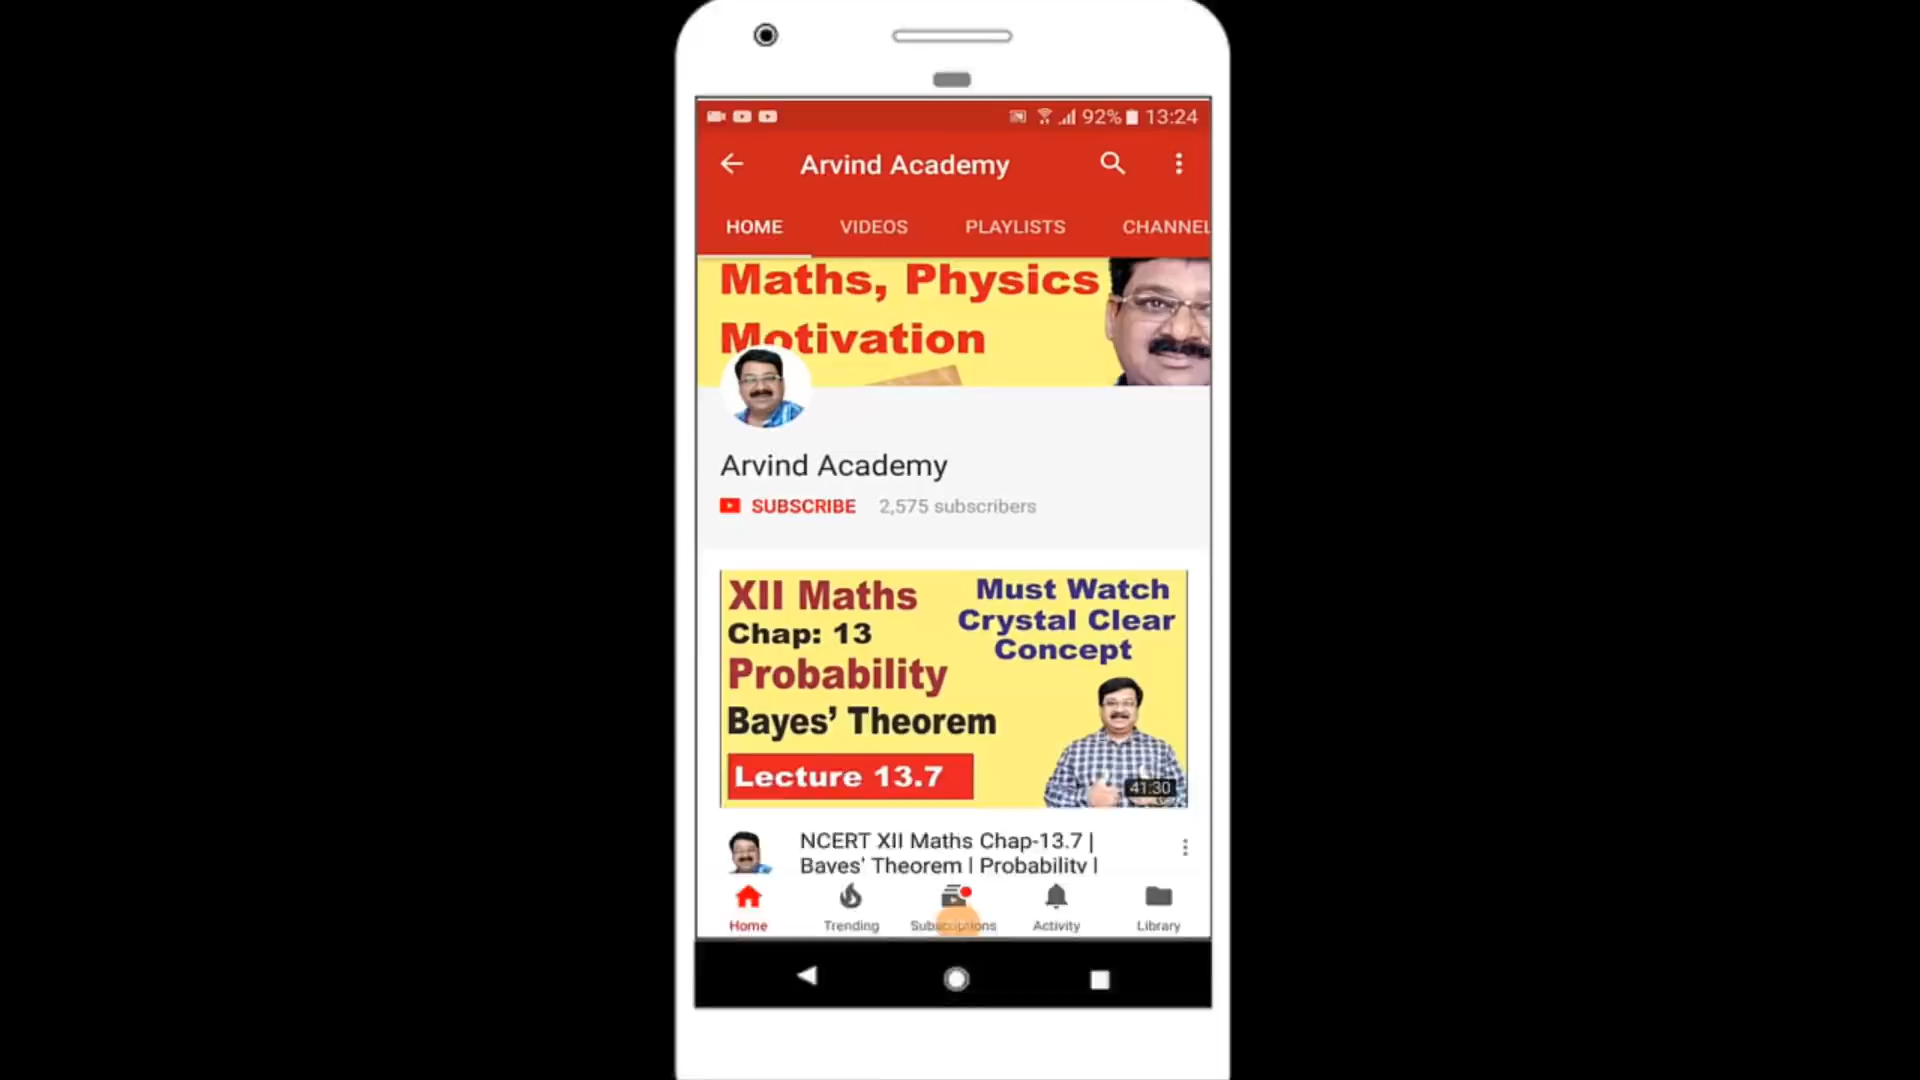 92% 13:24
Arvind Academy
HOME VIDEOS PLAYLISTS CHANNEL
Maths, Physics
Motivation
Arvind Academy
SUBSCRIBE 2,575 subscribers
XII Maths
Chap: 13
Probability
Bayes' Theorem
Lecture 13.7
Must Watch
Crystal Clear
Concept
41:30
NCERT XII Maths Chap-13.7 |
Bayes' Theorem | Probability |
Home Trending Subscriptions Activity Library